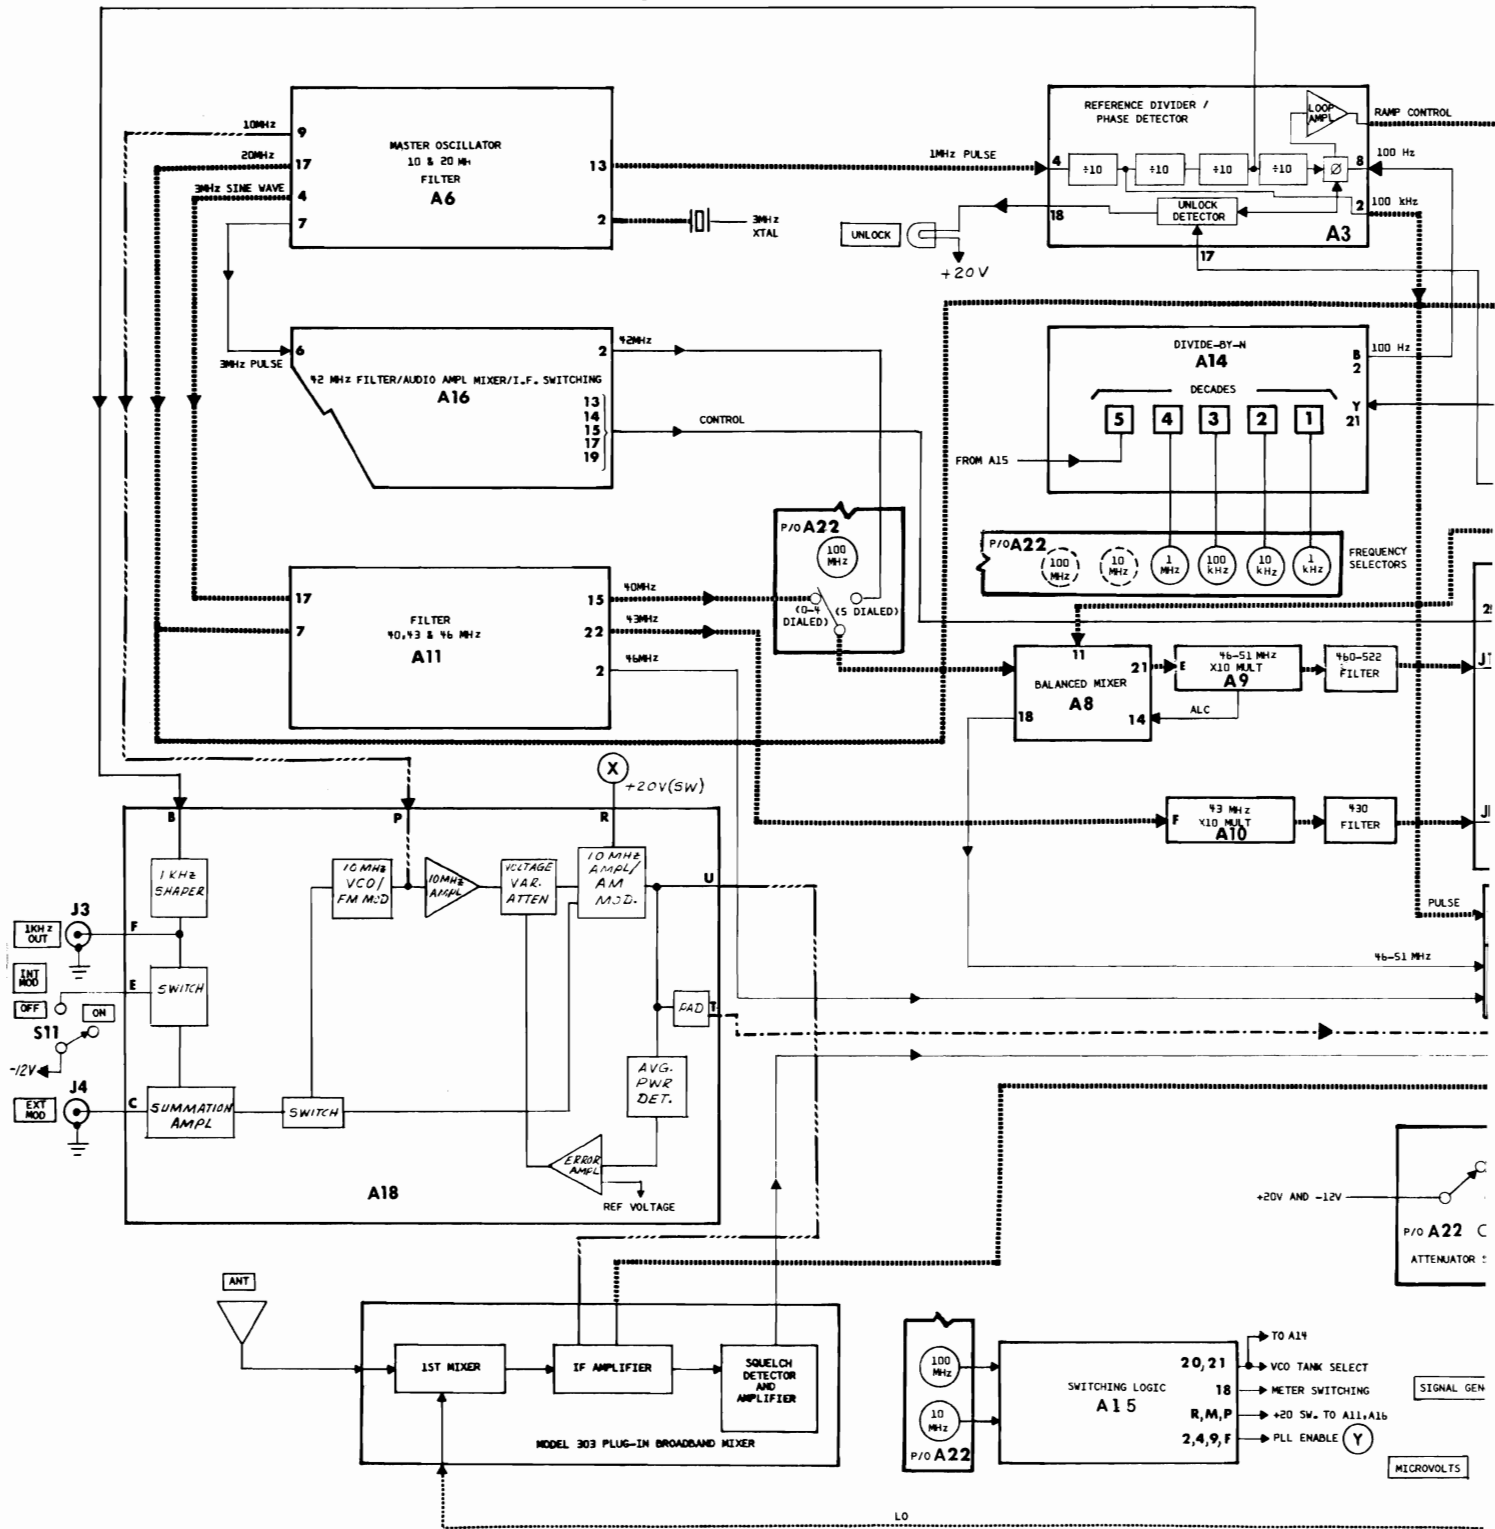 10MHz
9
20MHz
17
3MHz SINE WAVE
4
7
MASTER OSCILLATOR
10 & 20 MH
FILTER
A6
13
2
1MHz PULSE
3MHz
XTAL
REFERENCE DIVIDER /
PHASE DETECTOR
LOOP
AMPL
RAMP CONTROL
4
÷10
÷10
÷10
÷10
Ø
8
100 Hz
2
100 kHz
UNLOCK
DETECTOR
18
A3
17
UNLOCK
+20V
6
3MHz PULSE
2
42MHz
42 MHz FILTER/AUDIO AMPL MIXER/I.F. SWITCHING
A16
13
14
15
17
19
CONTROL
DIVIDE-BY-N
A14
B
2
100 Hz
DECADES
Y
21
5
4
3
2
1
FROM A15
P/O A22
100
MHz
(0-4
DIALED)
(5 DIALED)
P/O A22
100
MHz
10
MHz
1
MHz
100
kHz
10
kHz
1
kHz
FREQUENCY
SELECTORS
17
7
FILTER
40,43 & 46 MHz
A11
15
40MHz
22
43MHz
2
46MHz
11
21
BALANCED MIXER
A8
18
14
E
46-51 MHz
X10 MULT
A9
ALC
460-522
FILTER
F
43 MHz
X10 MULT
A10
430
FILTER
X
+20V(SW)
B
P
R
1KHz
SHAPER
10MHz
VCO/
FM MOD
10MHz
AMPL
VOLTAGE
VAR.
ATTEN
10MHz
AMPL/
AM
MOD.
U
J3
1KHz
OUT
F
INT
MOD
E
SWITCH
OFF
ON
S11
-12V
PAD
T
AVG.
PWR
DET.
J4
EXT
MOD
C
SUMMATION
AMPL
SWITCH
ERROR
AMPL
REF VOLTAGE
A18
PULSE
46-51 MHz
+20V AND -12V
P/O A22
ATTENUATOR
ANT
1ST MIXER
IF AMPLIFIER
SQUELCH
DETECTOR
AND
AMPLIFIER
MODEL 303 PLUG-IN BROADBAND MIXER
100
MHz
10
MHz
P/O A22
SWITCHING LOGIC
A15
20,21
18
R,M,P
2,4,9,F
TO A14
VCO TANK SELECT
METER SWITCHING
+20 SW. TO A11,A16
PLL ENABLE
Y
SIGNAL GEN
MICROVOLTS
LO